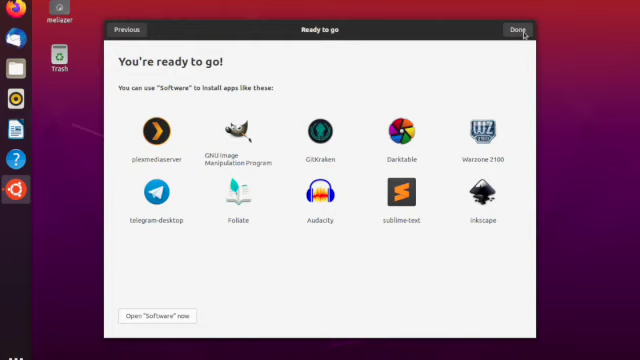 meliazer
Trash
Previous
Ready to go
Done
You're ready to go!
You can use "Software" to install apps like these:
plexmediaserver
GNU Image
Manipulation Program
GitKraken
Darktable
Warzone 2100
WZ
2100
telegram-desktop
Foliate
Audacity
sublime-text
inkscape
Open "Software" now